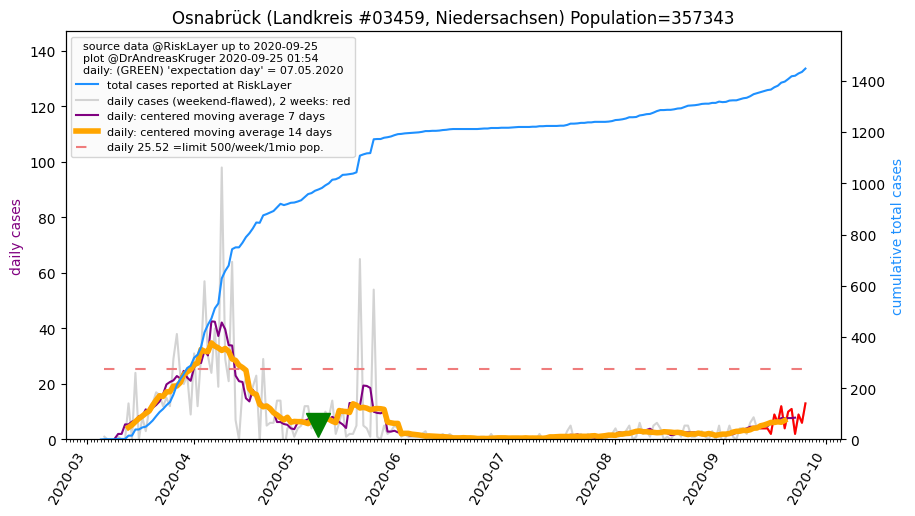 Osnabrück (Landkreis #03459, Niedersachsen) Population=357343
source data @RiskLayer up to 2020-09-25
plot @DrAndreasKruger 2020-09-25 01:54
daily: (GREEN) 'expectation day' = 07.05.2020
total cases reported at RiskLayer
daily cases (weekend-flawed), 2 weeks: red
daily: centered moving average 7 days
daily: centered moving average 14 days
daily 25.52 =limit 500/week/1mio pop.
daily cases
140
120
100
80
60
40
20
0
cumulative total cases
1400
1200
1000
800
600
400
200
0
2020-03
2020-04
2020-05
2020-06
2020-07
2020-08
2020-09
2020-10